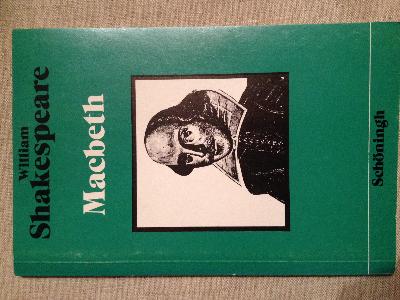 William
Shakespeare
Macbeth
Schöningh